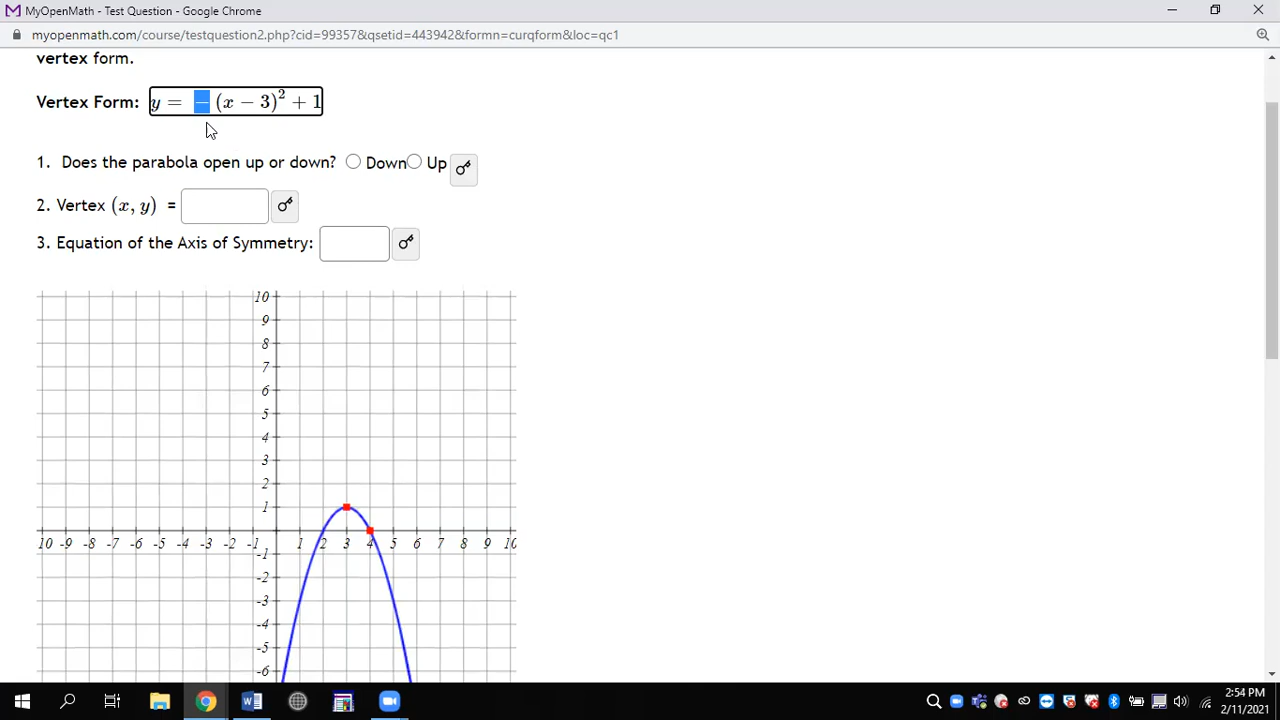 MyOpenMath - Test Question - Google Chrome
myopenmath.com/course/testquestion2.php?cid=99357&qsetid=443942&formn=curqform&loc=qc1
vertex form.
Vertex Form: y = − (x − 3)² + 1
1. Does the parabola open up or down? Down Up
2. Vertex (x, y) =
3. Equation of the Axis of Symmetry:
10
9
8
7
6
5
4
3
2
1
10 -9 -8 -7 -6 -5 -4 -3 -2 -1 1 2 3 4 5 6 7 8 9 10
-1
-2
-3
-4
-5
-6
2:54 PM
2/11/2021